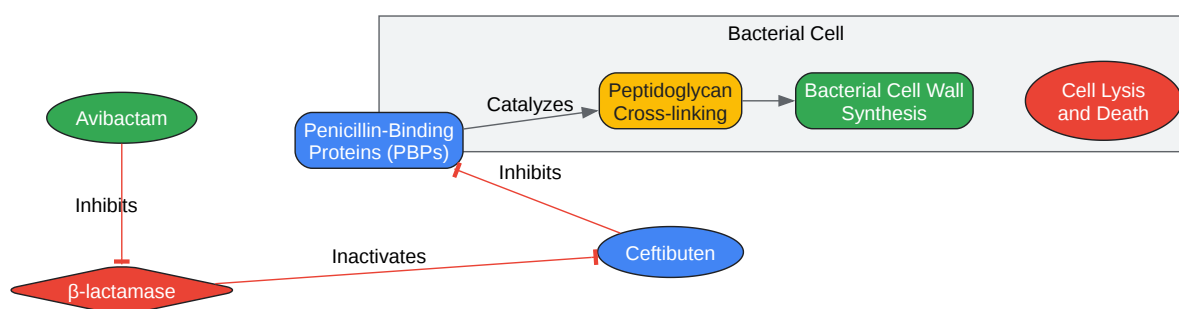 Bacterial Cell
Avibactam
Penicillin-Binding
Proteins (PBPs)
Catalyzes
Peptidoglycan
Cross-linking
Bacterial Cell Wall
Synthesis
Cell Lysis
and Death
Inhibits
Inhibits
Ceftibuten
Inactivates
β-lactamase